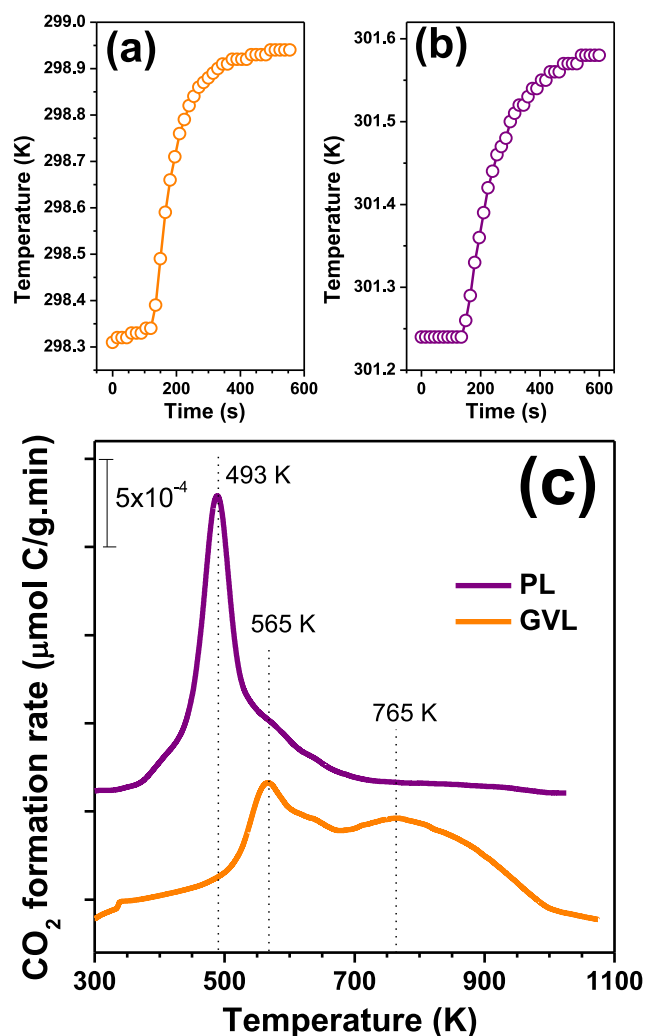 (a)
299.0
298.9
298.8
298.7
298.6
298.5
298.4
298.3
Temperature (K)
0 200 400 600
Time (s)
(b)
301.6
301.5
301.4
301.3
301.2
Temperature (K)
0 200 400 600
Time (s)
(c)
5x10⁻⁴
493 K
565 K
765 K
PL
GVL
CO₂ formation rate (μmol C/g.min)
300 500 700 900 1100
Temperature (K)